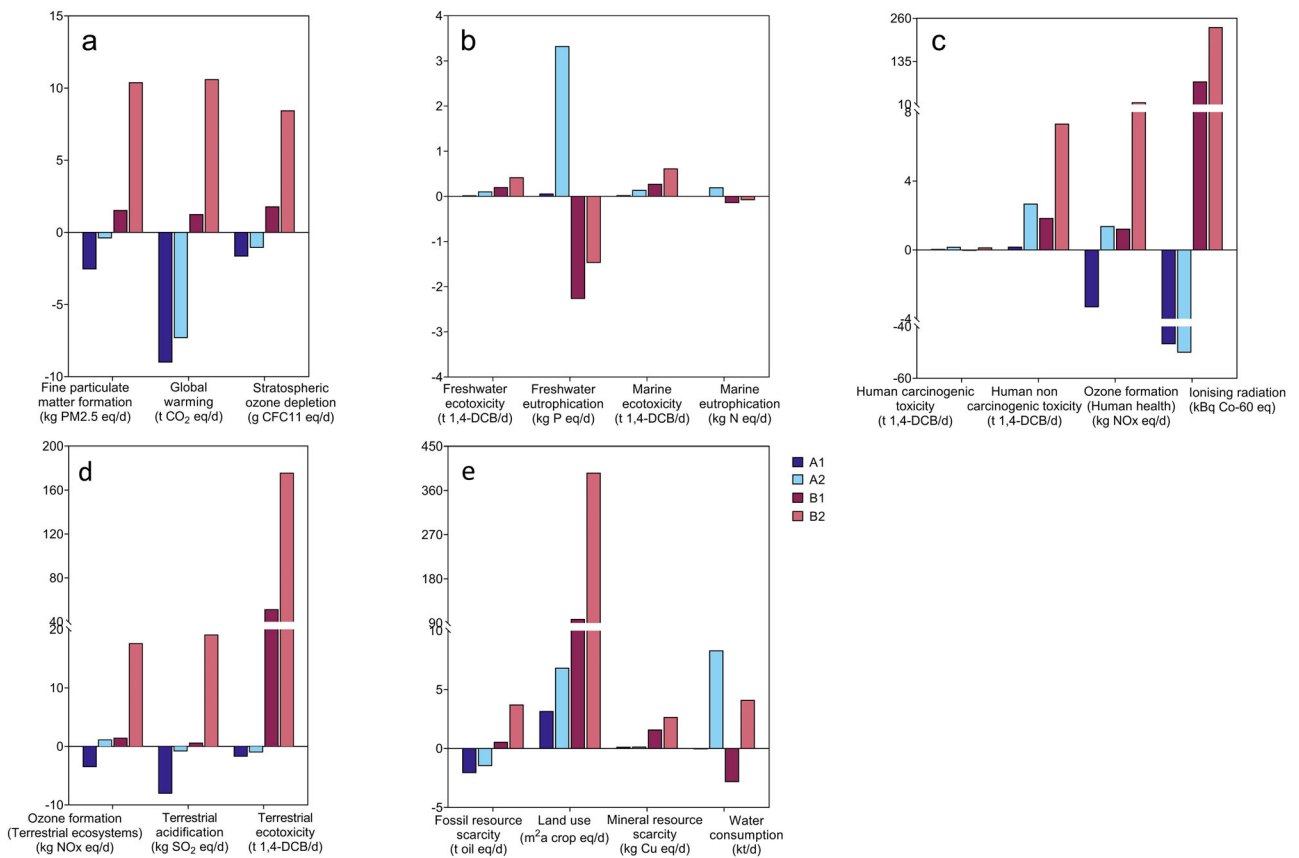 a
15
10
5
0
-5
-10
Fine particulate
matter formation
(kg PM2.5 eq/d)
Global
warming
(t CO₂ eq/d)
Stratospheric
ozone depletion
(g CFC11 eq/d)
b
4
3
2
1
0
-1
-2
-3
-4
Freshwater
ecotoxicity
(t 1,4-DCB/d)
Freshwater
eutrophication
(kg P eq/d)
Marine
ecotoxicity
(t 1,4-DCB/d)
Marine
eutrophication
(kg N eq/d)
c
260
135
10
8
4
0
-4
-40
-60
Human carcinogenic
toxicity
(t 1,4-DCB/d)
Human non
carcinogenic toxicity
(t 1,4-DCB/d)
Ozone formation
(Human health)
(kg NOx eq/d)
Ionising radiation
(kBq Co-60 eq)
d
200
160
120
80
40
20
10
0
-10
Ozone formation
(Terrestrial ecosystems)
(kg NOx eq/d)
Terrestrial
acidification
(kg SO₂ eq/d)
Terrestrial
ecotoxicity
(t 1,4-DCB/d)
e
450
360
270
180
90
10
5
0
-5
Fossil resource
scarcity
(t oil eq/d)
Land use
(m²a crop eq/d)
Mineral resource
scarcity
(kg Cu eq/d)
Water
consumption
(kt/d)
A1
A2
B1
B2